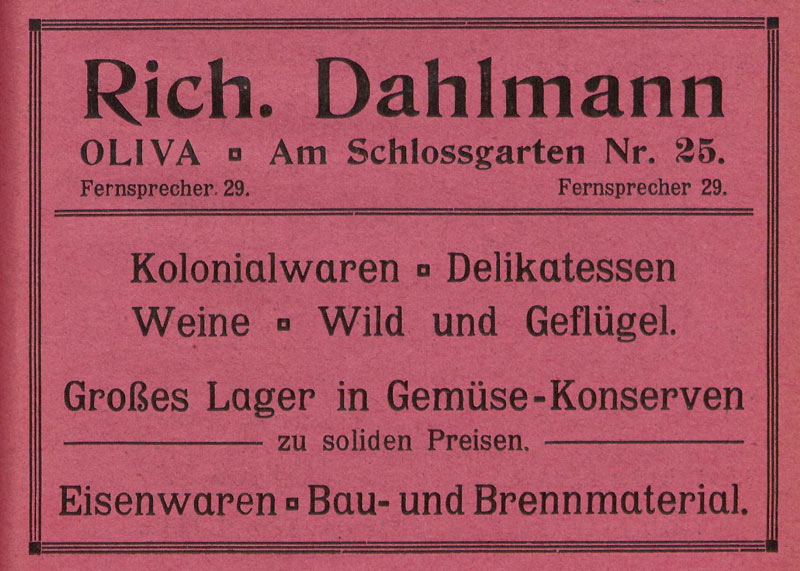 Rich. Dahlmann
OLIVA ▫ Am Schlossgarten Nr. 25.
Fernsprecher 29. Fernsprecher 29.
Kolonialwaren ▫ Delikatessen
Weine ▫ Wild und Geflügel.
Großes Lager in Gemüse-Konserven
zu soliden Preisen.
Eisenwaren ▫ Bau- und Brennmaterial.